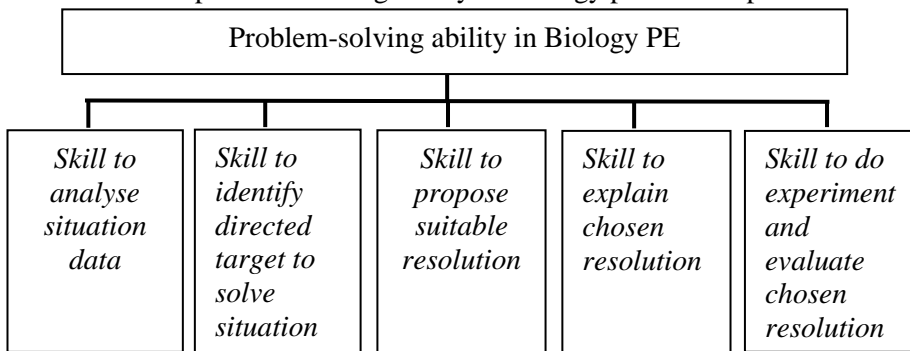 Problem-solving ability in Biology PE
Skill to
analyse
situation
data
Skill to
identify
directed
target to
solve
situation
Skill to
propose
suitable
resolution
Skill to
explain
chosen
resolution
Skill to do
experiment
and
evaluate
chosen
resolution